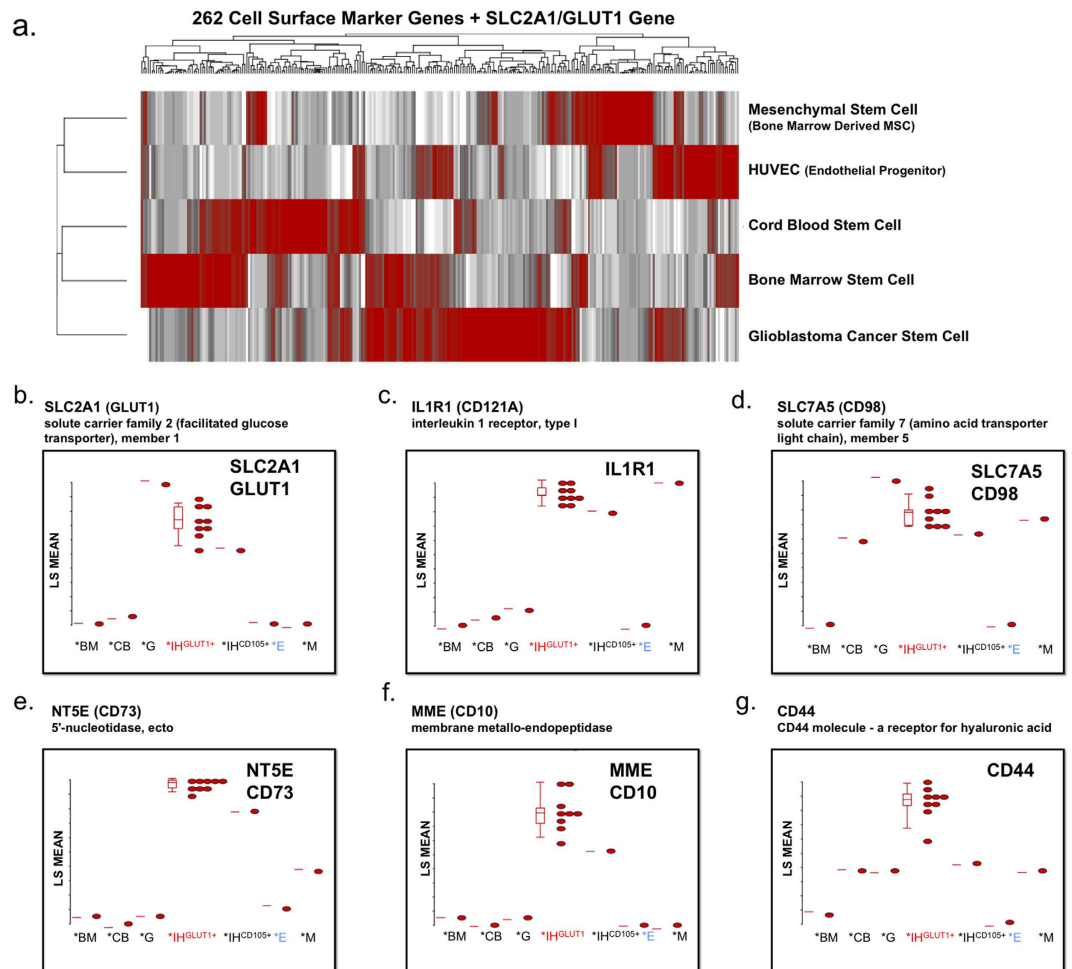 a.
262 Cell Surface Marker Genes + SLC2A1/GLUT1 Gene
Mesenchymal Stem Cell
(Bone Marrow Derived MSC)
HUVEC (Endothelial Progenitor)
Cord Blood Stem Cell
Bone Marrow Stem Cell
Glioblastoma Cancer Stem Cell
b.
SLC2A1 (GLUT1)
solute carrier family 2 (facilitated glucose
transporter), member 1
SLC2A1
GLUT1
LS MEAN
*BM *CB *G *IHGLUT1+ *IHCD105+ *E *M
c.
IL1R1 (CD121A)
interleukin 1 receptor, type I
IL1R1
LS MEAN
*BM *CB *G *IHGLUT1+ *IHCD105+ *E *M
d.
SLC7A5 (CD98)
solute carrier family 7 (amino acid transporter
light chain), member 5
SLC7A5
CD98
LS MEAN
*BM *CB *G *IHGLUT1+ *IHCD105+ *E *M
e.
NT5E (CD73)
5'-nucleotidase, ecto
NT5E
CD73
LS MEAN
*BM *CB *G *IHGLUT1+ *IHCD105+ *E *M
f.
MME (CD10)
membrane metallo-endopeptidase
MME
CD10
LS MEAN
*BM *CB *G *IHGLUT1 *IHCD105+ *E *M
g.
CD44
CD44 molecule - a receptor for hyaluronic acid
CD44
LS MEAN
*BM *CB *G *IHGLUT1+ *IHCD105+ *E *M